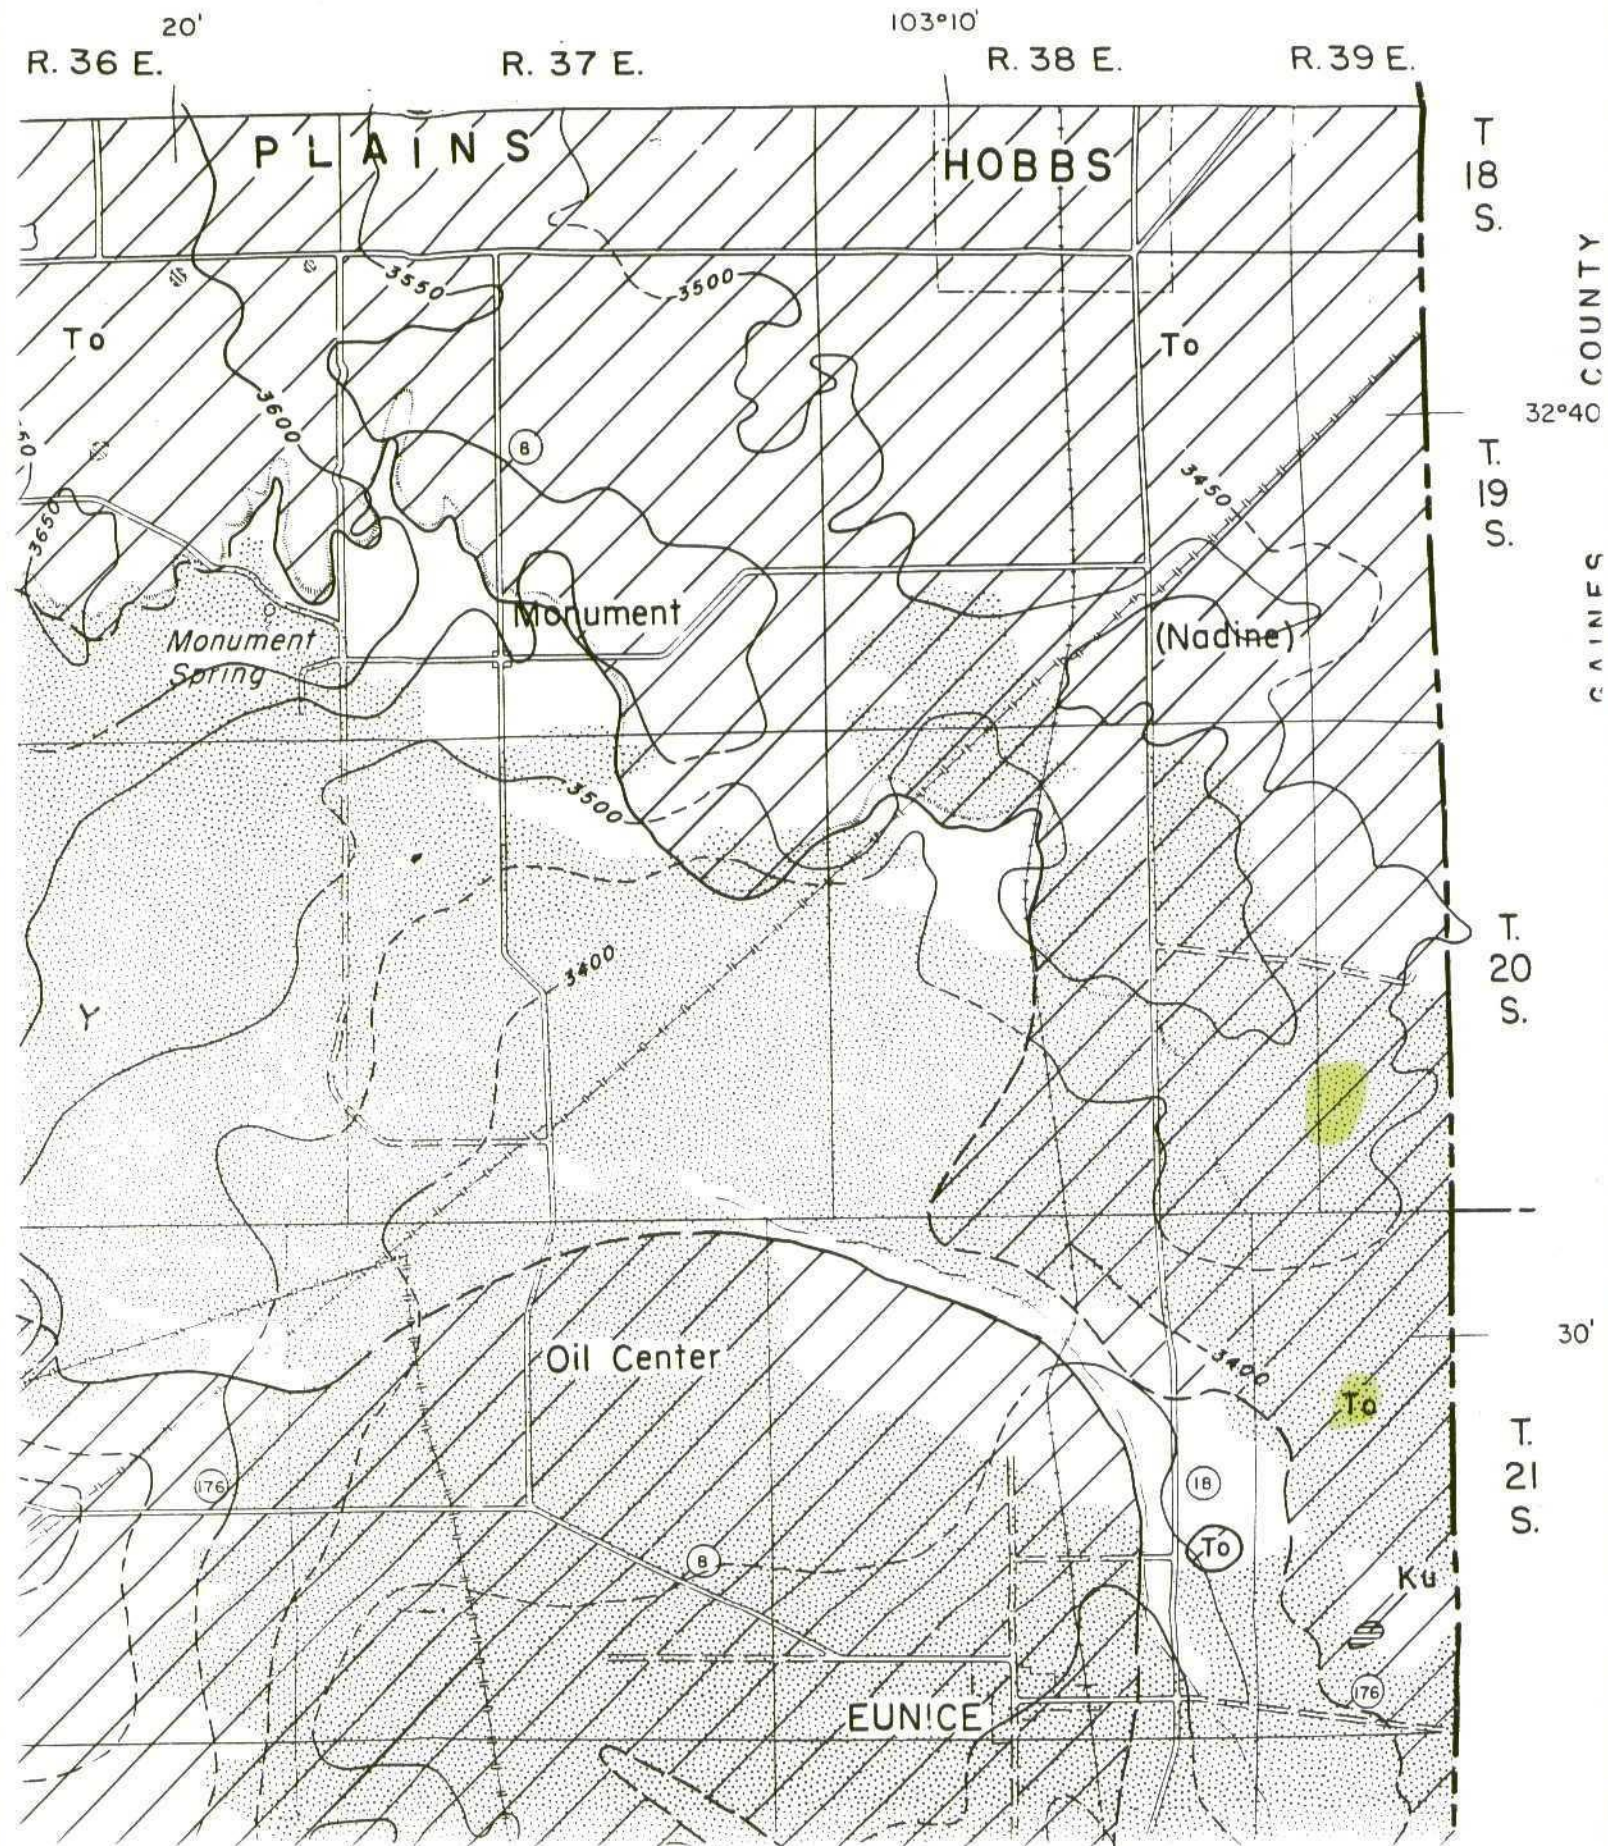 20'
103°10'
R. 36 E.
R. 37 E.
R. 38 E.
R. 39 E.
PLAINS
HOBBS
T
18
S.
3550
3500
To
To
COUNTY
3600
32°40
8
50
3450
T.
19
S.
3650
Monument
(Nadine)
Monument
Spring
GAINES
3500
T.
20
S.
3400
Y
30'
Oil Center
3400
To
T.
21
S.
176
18
To
8
Ku
176
EUNICE